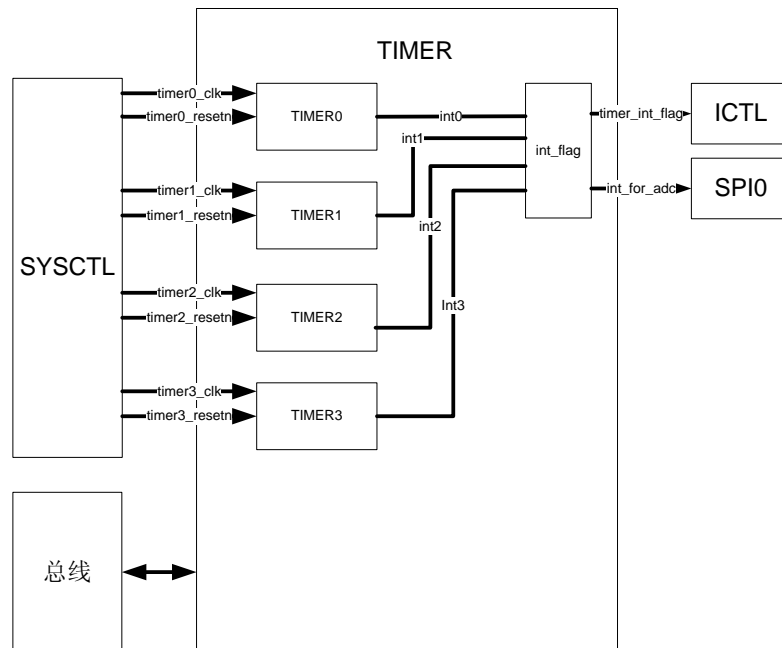 TIMER
SYSCTL
timer0_clk
timer0_resetn
TIMER0
int0
timer1_clk
timer1_resetn
TIMER1
int1
timer2_clk
timer2_resetn
TIMER2
int2
timer3_clk
timer3_resetn
TIMER3
Int3
int_flag
timer_int_flag
ICTL
int_for_adc
SPI0
总线